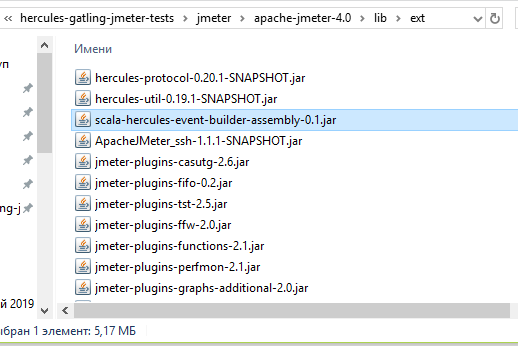 « hercules-gatling-jmeter-tests > jmeter > apache-jmeter-4.0 > lib > ext
Имени
уп
hercules-protocol-0.20.1-SNAPSHOT.jar
hercules-util-0.19.1-SNAPSHOT.jar
scala-hercules-event-builder-assembly-0.1.jar
ApacheJMeter_ssh-1.1.1-SNAPSHOT.jar
jmeter-plugins-casutg-2.6.jar
jmeter-plugins-fifo-0.2.jar
ng-j
jmeter-plugins-tst-2.5.jar
jmeter-plugins-ffw-2.0.jar
jmeter-plugins-functions-2.1.jar
jmeter-plugins-perfmon-2.1.jar
jmeter-plugins-graphs-additional-2.0.jar
й 2019
ыбран 1 элемент: 5,17 МБ